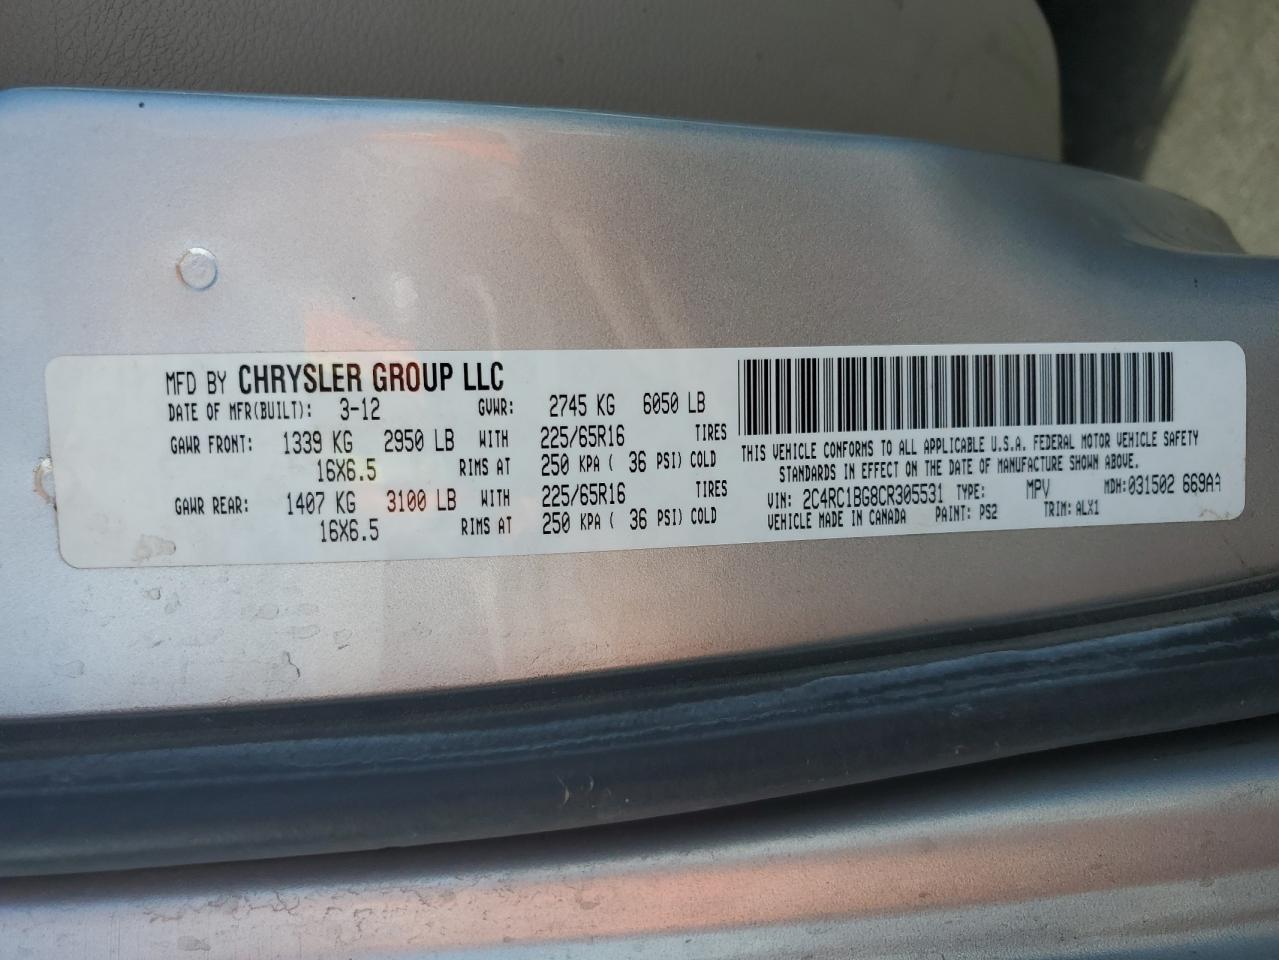 MFD BY CHRYSLER GROUP LLC
DATE OF MFR(BUILT): 3-12 GVWR: 2745 KG 6050 LB
GAWR FRONT: 1339 KG 2950 LB WITH 225/65R16 TIRES
16X6.5 RIMS AT 250 KPA ( 36 PSI) COLD
GAWR REAR: 1407 KG 3100 LB WITH 225/65R16 TIRES
16X6.5 RIMS AT 250 KPA ( 36 PSI) COLD
THIS VEHICLE CONFORMS TO ALL APPLICABLE U.S.A. FEDERAL MOTOR VEHICLE SAFETY
STANDARDS IN EFFECT ON THE DATE OF MANUFACTURE SHOWN ABOVE.
VIN: 2C4RC1BG8CR305531 TYPE: MPV MDH:031502 669AA
VEHICLE MADE IN CANADA PAINT: PS2 TRIM: ALX1